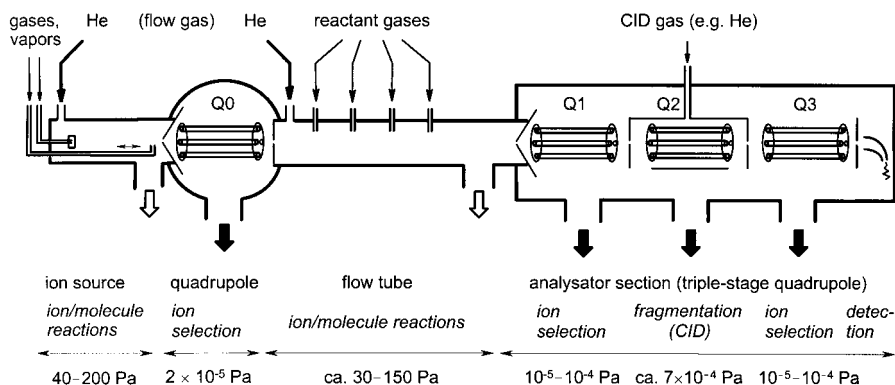 gases, He (flow gas) He reactant gases CID gas (e.g. He)
vapors
Q0 Q1 Q2 Q3
ion source quadrupole flow tube analysator section (triple-stage quadrupole)
ion/molecule ion ion/molecule reactions ion fragmentation ion detec-
reactions selection selection (CID) selection tion
40–200 Pa 2 × 10⁻⁵ Pa ca. 30–150 Pa 10⁻⁵–10⁻⁴ Pa ca. 7×10⁻⁴ Pa 10⁻⁵–10⁻⁴ Pa